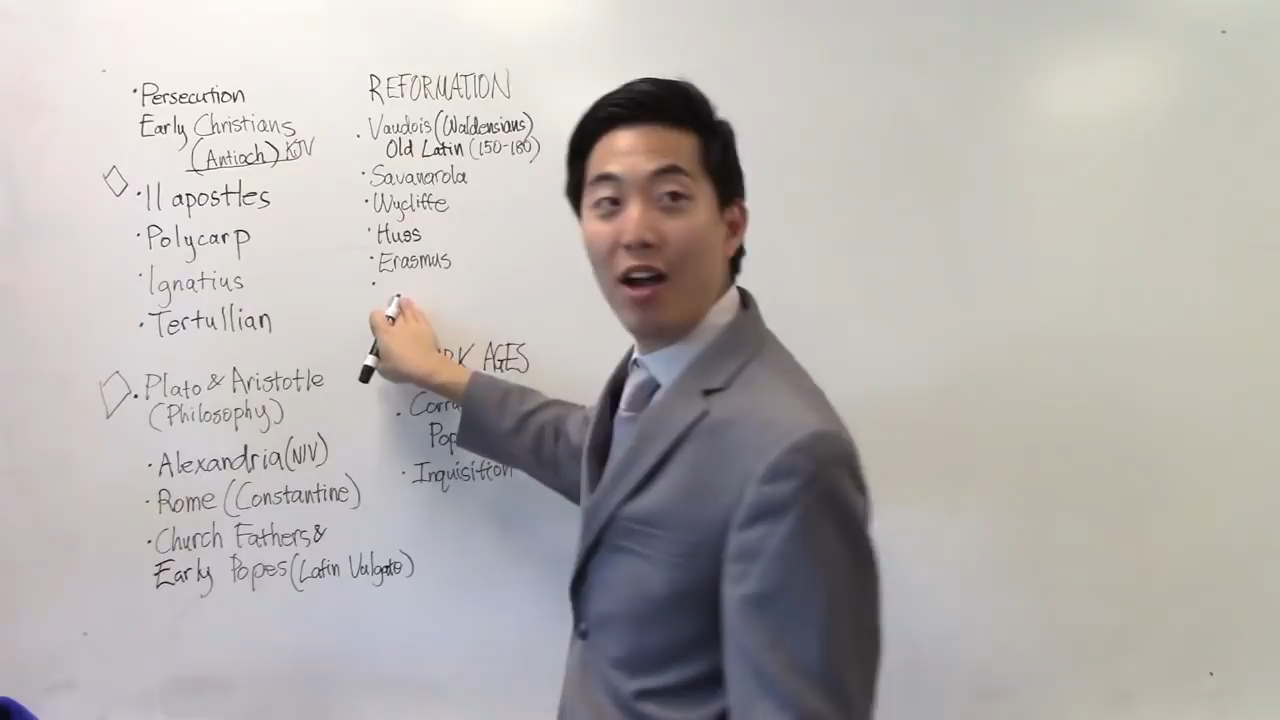 ·Persecution
Early Christians
(Antioch) KJV
·11 apostles
·Polycarp
·Ignatius
·Tertullian
·Plato & Aristotle
(Philosophy)
·Alexandria (NIV)
·Rome (Constantine)
·Church Fathers &
Early Popes (Latin Vulgate)
REFORMATION
·Vaudois (Waldensians)
Old Latin (150-180)
·Savanarola
·Wycliffe
·Huss
·Erasmus
·
AGES
·
·Inquisition